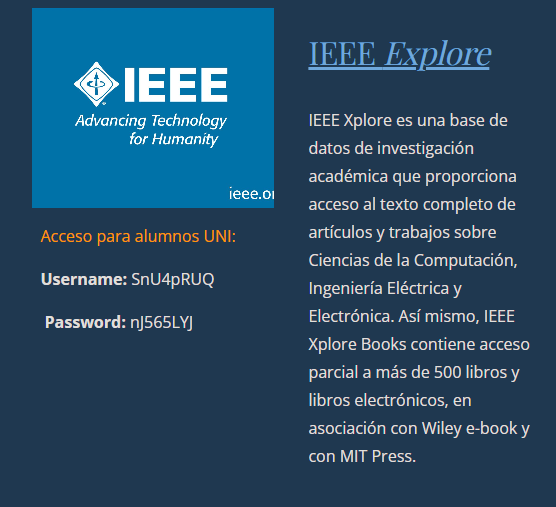 IEEE
Advancing Technology
for Humanity
ieee.or
Acceso para alumnos UNI:
Username: SnU4pRUQ
Password: nJ565LYJ
IEEE Explore
IEEE Xplore es una base de
datos de investigación
académica que proporciona
acceso al texto completo de
artículos y trabajos sobre
Ciencias de la Computación,
Ingeniería Eléctrica y
Electrónica. Así mismo, IEEE
Xplore Books contiene acceso
parcial a más de 500 libros y
libros electrónicos, en
asociación con Wiley e-book y
con MIT Press.